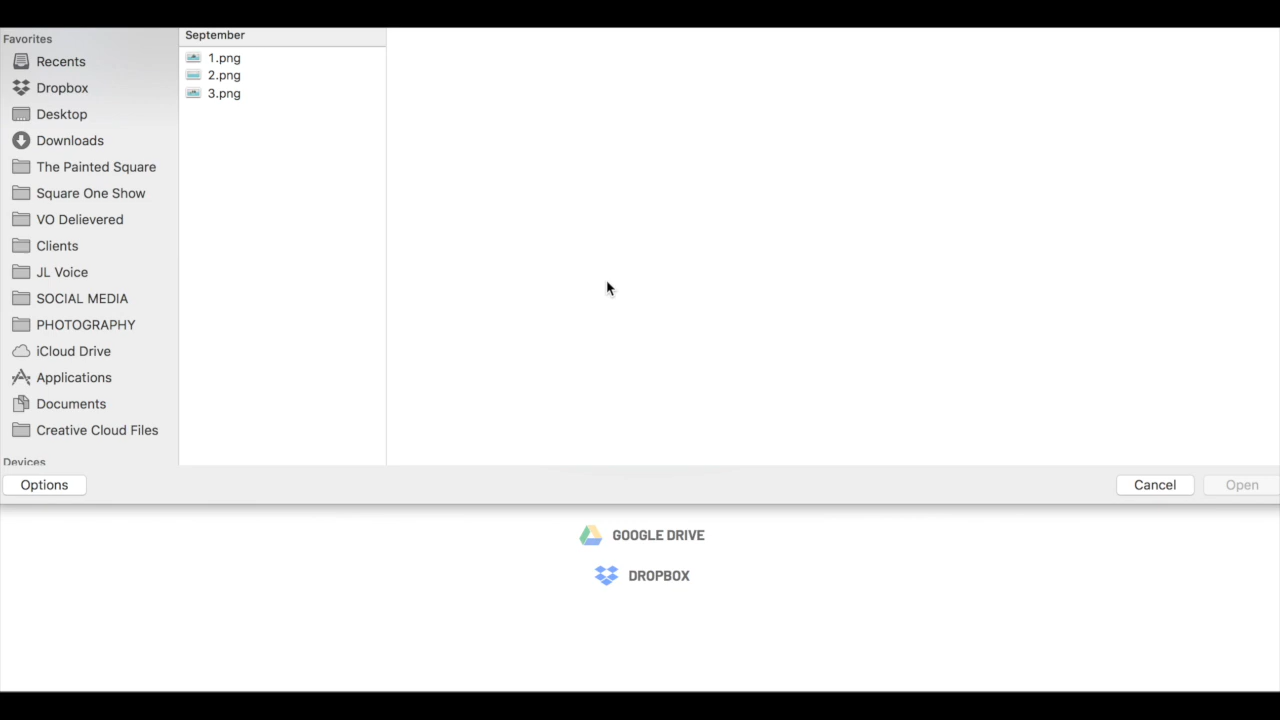 Favorites
Recents
Dropbox
Desktop
Downloads
The Painted Square
Square One Show
VO Delievered
Clients
JL Voice
SOCIAL MEDIA
PHOTOGRAPHY
iCloud Drive
Applications
Documents
Creative Cloud Files
Devices
September
1.png
2.png
3.png
Options
Cancel
Open
GOOGLE DRIVE
DROPBOX